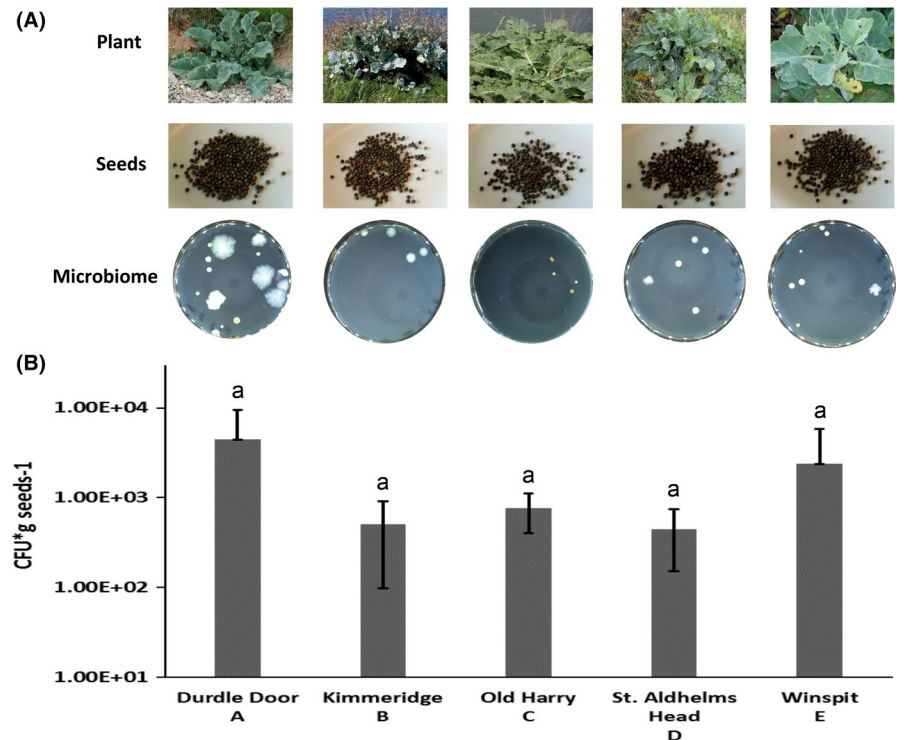 (A)
Plant
Seeds
Microbiome
(B)
CFU*g seeds-1
1.00E+04
1.00E+03
1.00E+02
1.00E+01
a
a
a
a
a
Durdle Door
A
Kimmeridge
B
Old Harry
C
St. Aldhelms
Head
D
Winspit
E